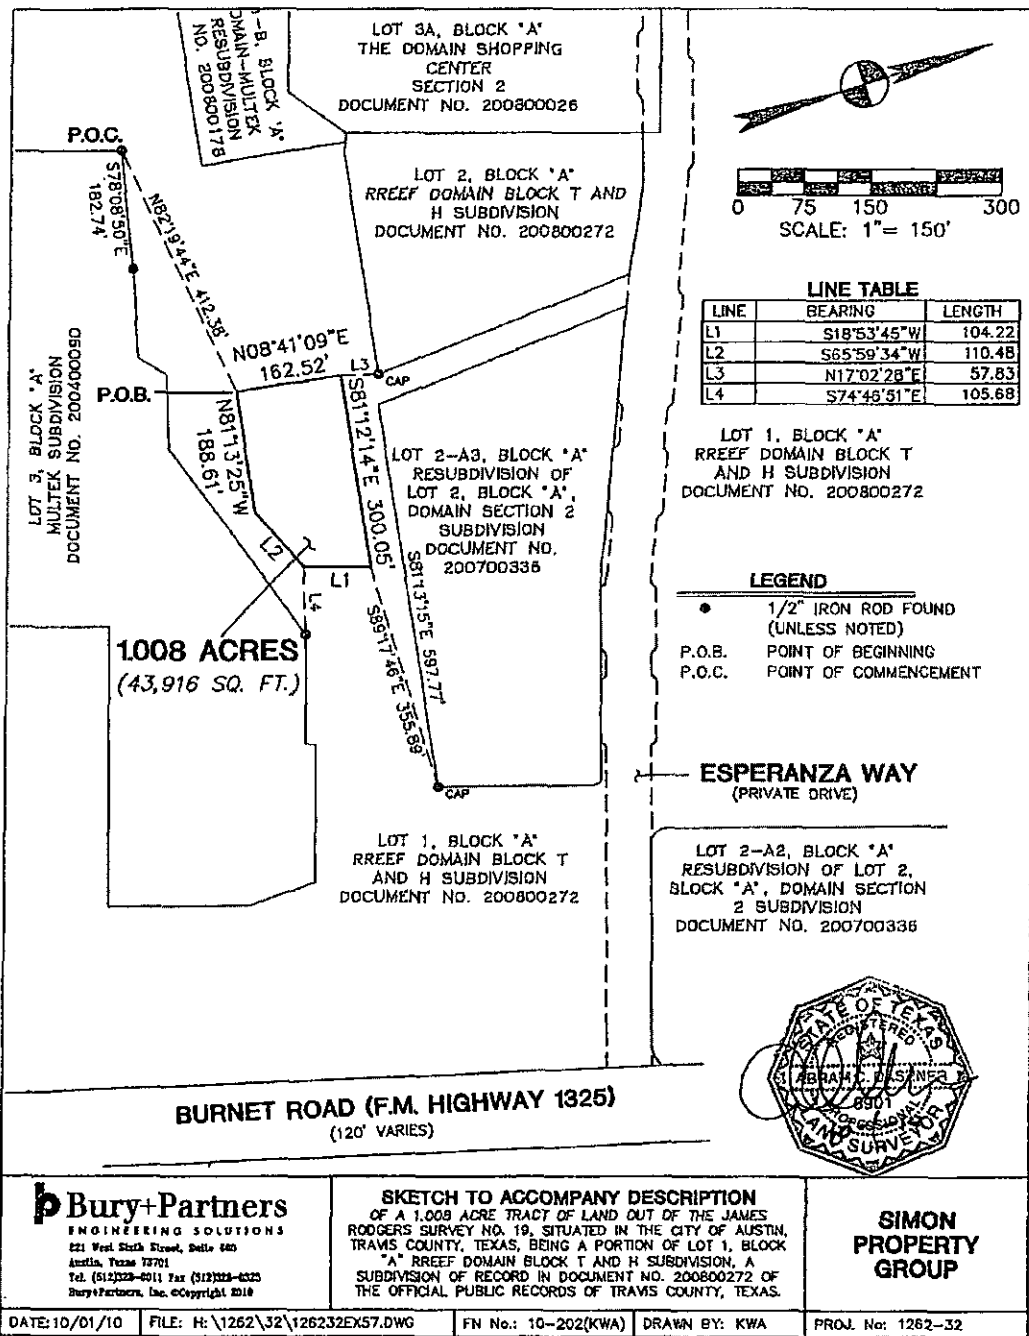 -B, BLOCK "A"
DOMAIN-MULTEK
RESUBDIVISION
NO. 200800178
LOT 3A, BLOCK "A"
THE DOMAIN SHOPPING
CENTER
SECTION 2
DOCUMENT NO. 200800026
P.O.C.
S78°08'50"E
182.74'
N82°19'44"E 412.38'
LOT 2, BLOCK "A"
RREEF DOMAIN BLOCK T AND
H SUBDIVISION
DOCUMENT NO. 200800272
0 75 150 300
SCALE: 1"= 150'
LINE TABLE
LINE BEARING LENGTH
L1 S18°53'45"W 104.22
L2 S65°59'34"W 110.48
L3 N17°02'28"E 57.83
L4 S74°46'51"E 105.68
N08°41'09"E
162.52'
L3
CAP
P.O.B.
N81°13'25"W
188.61'
S81°12'14"E 300.05'
LOT 3, BLOCK "A"
MULTEK SUBDIVISION
DOCUMENT NO. 200400090
LOT 2-A3, BLOCK "A"
RESUBDIVISION OF
LOT 2, BLOCK "A",
DOMAIN SECTION 2
SUBDIVISION
DOCUMENT NO.
200700336
LOT 1, BLOCK "A"
RREEF DOMAIN BLOCK T
AND H SUBDIVISION
DOCUMENT NO. 200800272
L2
L1
L4
S81°13'15"E 597.77'
S89°17'46"E 355.89'
1.008 ACRES
(43,916 SQ. FT.)
LEGEND
1/2" IRON ROD FOUND
(UNLESS NOTED)
P.O.B. POINT OF BEGINNING
P.O.C. POINT OF COMMENCEMENT
CAP
ESPERANZA WAY
(PRIVATE DRIVE)
LOT 1, BLOCK "A"
RREEF DOMAIN BLOCK T
AND H SUBDIVISION
DOCUMENT NO. 200800272
LOT 2-A2, BLOCK "A"
RESUBDIVISION OF LOT 2,
BLOCK "A", DOMAIN SECTION
2 SUBDIVISION
DOCUMENT NO. 200700336
STATE OF TEXAS
REGISTERED
ABRAM C.
PROFESSIONAL
LAND SURVEYOR
BURNET ROAD (F.M. HIGHWAY 1325)
(120' VARIES)
Bury+Partners
ENGINEERING SOLUTIONS
221 West Sixth Street, Suite 600
Austin, Texas 78701
Tel. (512)328-0011 Fax (512)328-0325
Bury+Partners, Inc. ©Copyright 2010
SKETCH TO ACCOMPANY DESCRIPTION
OF A 1.008 ACRE TRACT OF LAND OUT OF THE JAMES
RODGERS SURVEY NO. 19, SITUATED IN THE CITY OF AUSTIN,
TRAVIS COUNTY, TEXAS, BEING A PORTION OF LOT 1, BLOCK
"A" RREEF DOMAIN BLOCK T AND H SUBDIVISION, A
SUBDIVISION OF RECORD IN DOCUMENT NO. 200800272 OF
THE OFFICIAL PUBLIC RECORDS OF TRAVIS COUNTY, TEXAS.
SIMON
PROPERTY
GROUP
DATE: 10/01/10 FILE: H:\1262\32\126232EX57.DWG FN No.: 10-202(KWA) DRAWN BY: KWA PROJ. No: 1262-32